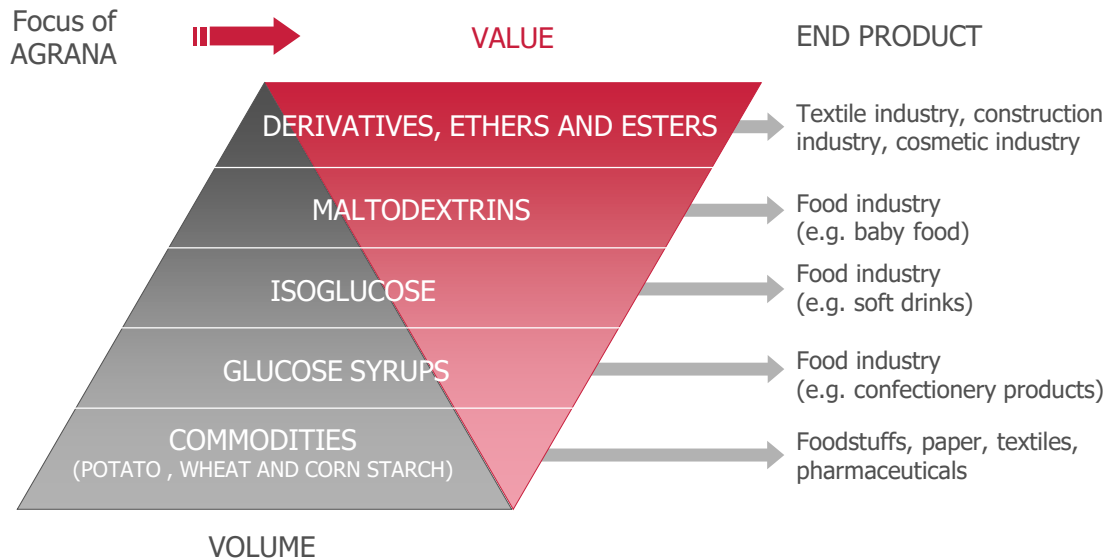 Focus of
AGRANA
VALUE
END PRODUCT
DERIVATIVES, ETHERS AND ESTERS
Textile industry, construction
industry, cosmetic industry
MALTODEXTRINS
Food industry
(e.g. baby food)
ISOGLUCOSE
Food industry
(e.g. soft drinks)
GLUCOSE SYRUPS
Food industry
(e.g. confectionery products)
COMMODITIES
(POTATO , WHEAT AND CORN STARCH)
Foodstuffs, paper, textiles,
pharmaceuticals
VOLUME